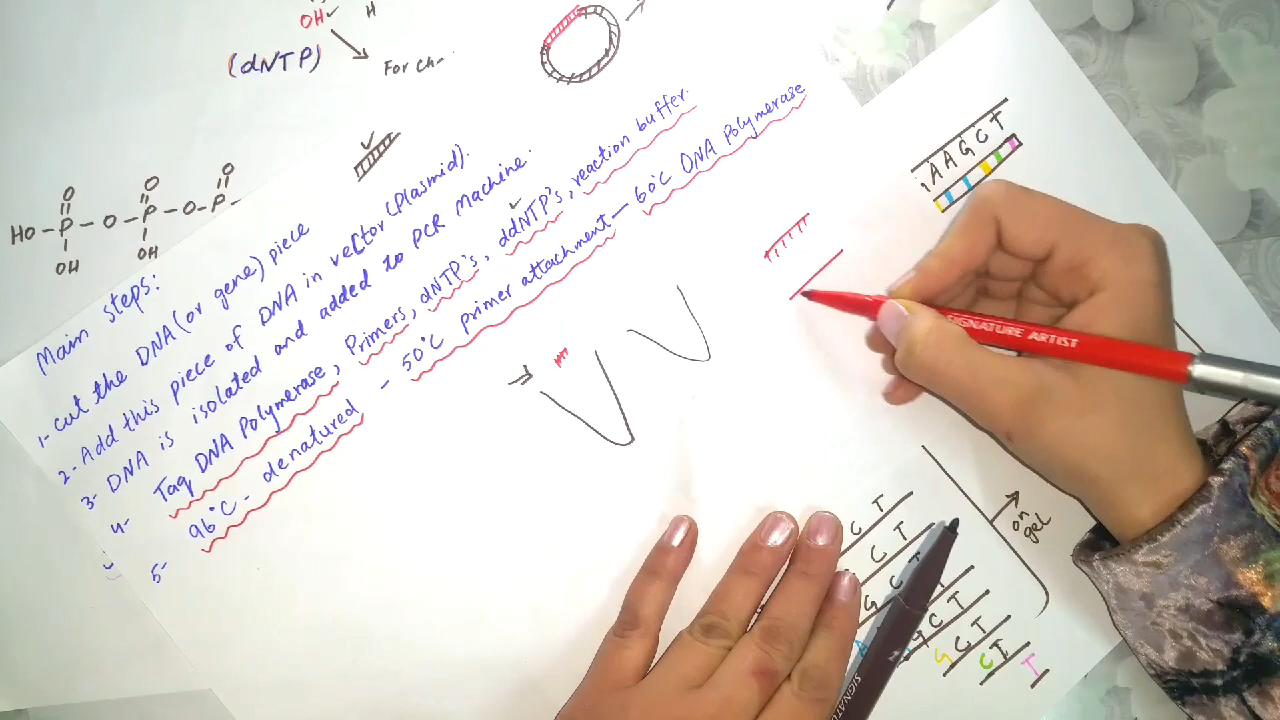 OH H
(dNTP)
For ch
O O O
HO - P - O - P - O - P -
OH OH
Main steps:
1- cut the DNA (or gene) piece
2- Add this piece of DNA in vector (Plasmid).
3- DNA is isolated and added to PCR Machine.
4- Taq DNA Polymerase, Primers, dNTP's, ddNTP's, reaction buffer.
5- 96°C - denatured - 50°C primer attachment - 60°C DNA Polymerase
A A G C T
SIGNATURE ARTIST
on
gel
C T
C T
G C T
G C T
G C T
C T
T
SIGNATU